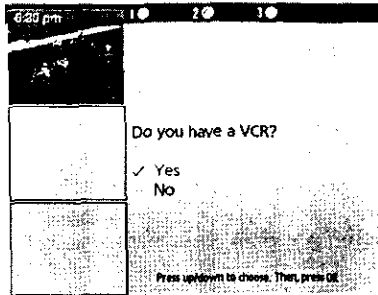 6:30 pm
1 2 3
Do you have a VCR?
✓ Yes
No
Press up/down to choose. Then, press OK.